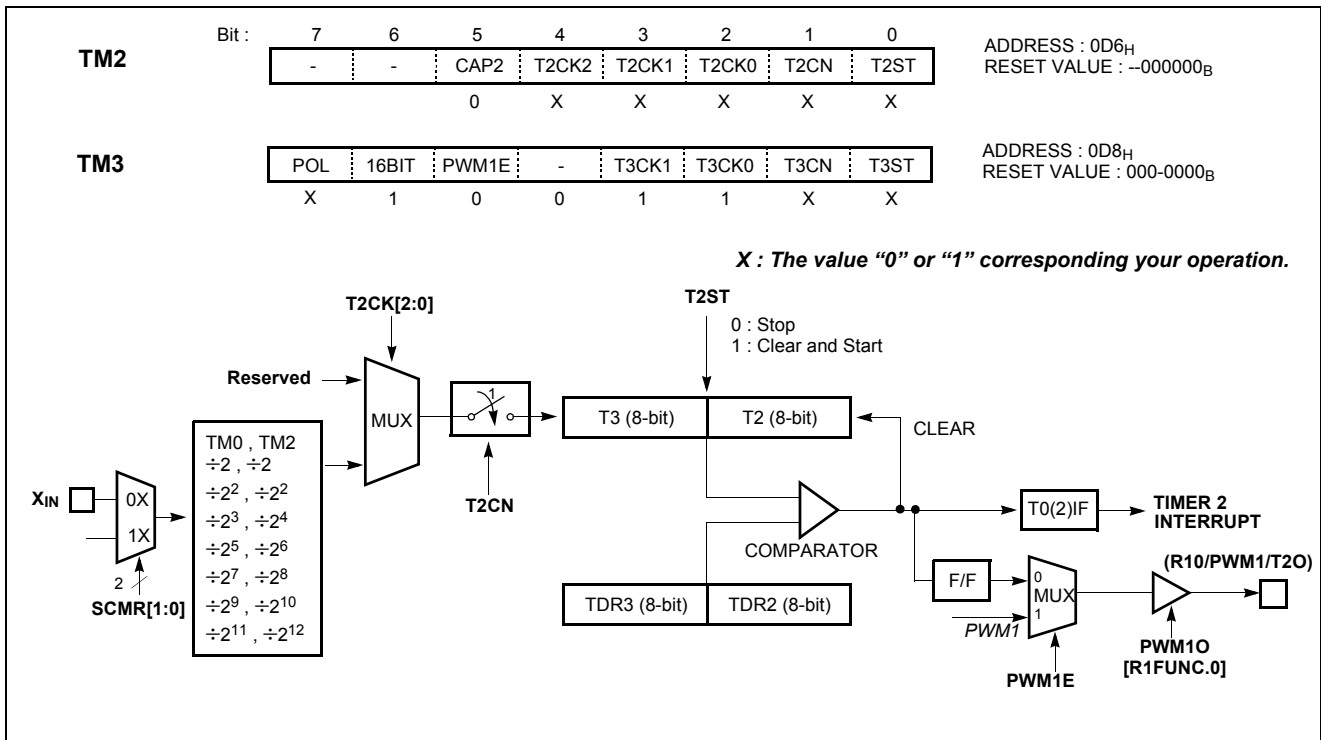 Bit : 7 6 5 4 3 2 1 0
TM2 - - CAP2 T2CK2 T2CK1 T2CK0 T2CN T2ST
ADDRESS : 0D6H
RESET VALUE : --000000B
0 X X X X X
TM3 POL 16BIT PWM1E - T3CK1 T3CK0 T3CN T3ST
ADDRESS : 0D8H
RESET VALUE : 000-0000B
X 1 0 0 1 1 X X
X : The value “0” or “1” corresponding your operation.
T2CK[2:0]
T2ST
0 : Stop
1 : Clear and Start
Reserved
MUX
1
T2CN
T3 (8-bit) T2 (8-bit)
CLEAR
XIN
0X
1X
2
SCMR[1:0]
TM0 , TM2
÷2 , ÷2
÷2² , ÷2²
÷2³ , ÷2⁴
÷2⁵ , ÷2⁶
÷2⁷ , ÷2⁸
÷2⁹ , ÷2¹⁰
÷2¹¹ , ÷2¹²
COMPARATOR
TDR3 (8-bit) TDR2 (8-bit)
T0(2)IF
TIMER 2
INTERRUPT
F/F
0
MUX
1
PWM1
PWM1E
(R10/PWM1/T2O)
PWM1O
[R1FUNC.0]